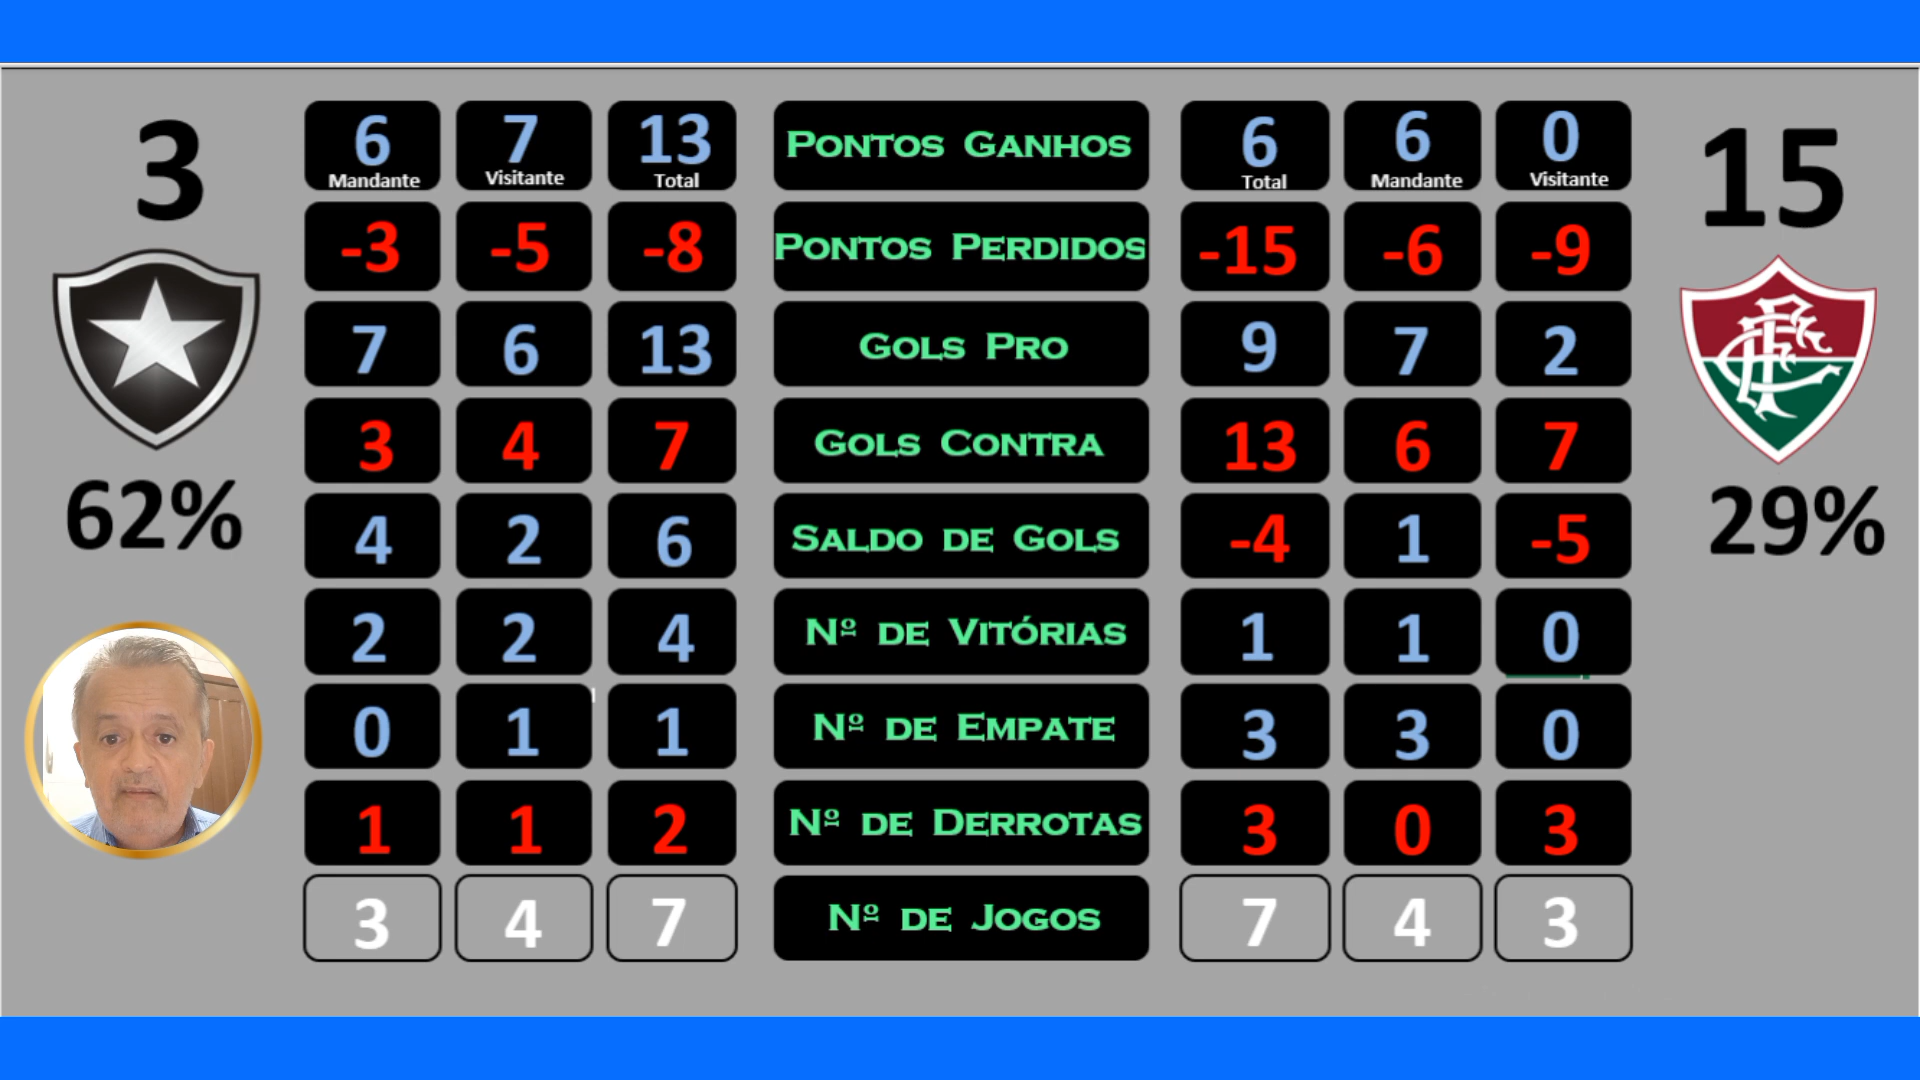 3
6 7 13 Pontos Ganhos 6 6 0
Mandante Visitante Total Total Mandante Visitante
15
-3 -5 -8 Pontos Perdidos -15 -6 -9
7 6 13 Gols Pro 9 7 2
3 4 7 Gols Contra 13 6 7
62%
29%
4 2 6 Saldo de Gols -4 1 -5
2 2 4 Nº de Vitórias 1 1 0
0 1 1 Nº de Empate 3 3 0
1 1 2 Nº de Derrotas 3 0 3
3 4 7 Nº de Jogos 7 4 3